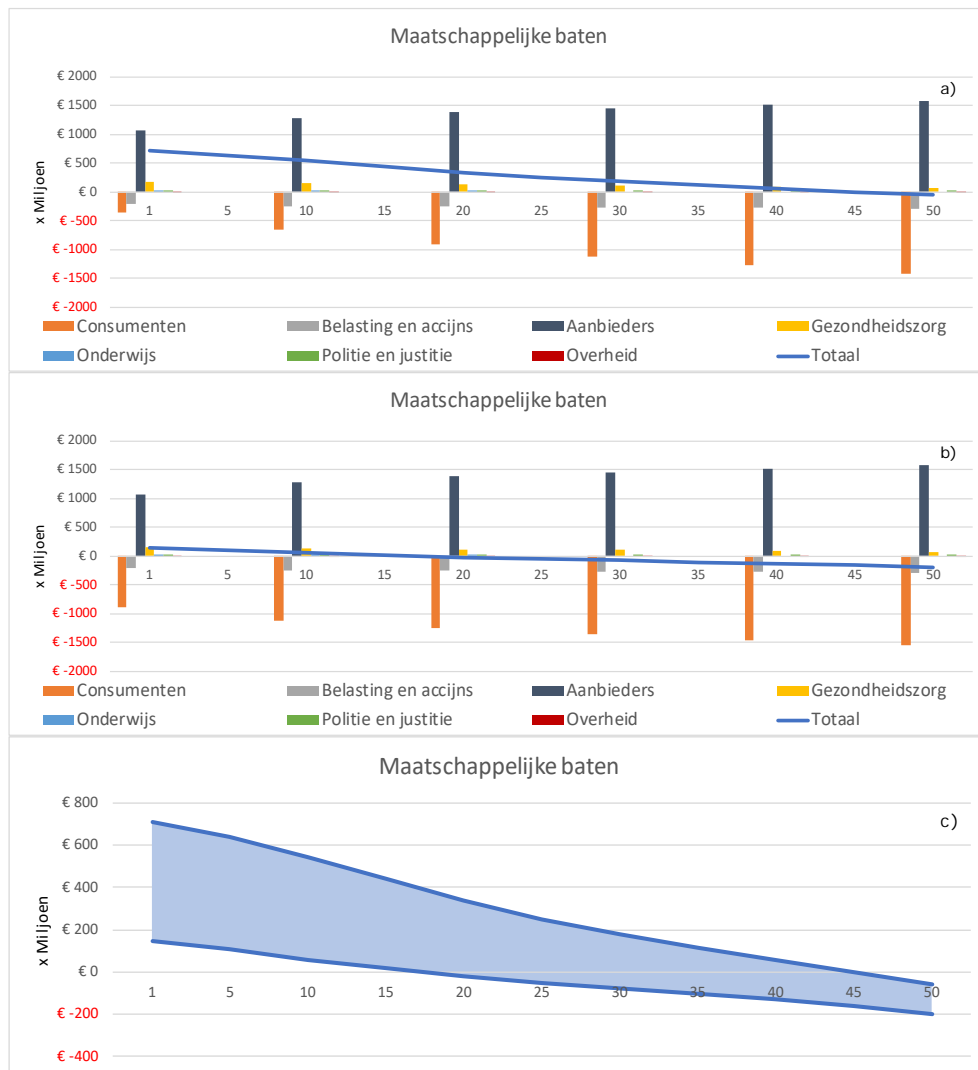 Maatschappelijke baten
a)
€ 2000
€ 1500
€ 1000
€ 500
€ 0
€ -500
€ -1000
€ -1500
€ -2000
x Miljoen
1 5 10 15 20 25 30 35 40 45 50
Consumenten Belasting en accijns Aanbieders Gezondheidszorg
Onderwijs Politie en justitie Overheid Totaal
Maatschappelijke baten
b)
€ 2000
€ 1500
€ 1000
€ 500
€ 0
€ -500
€ -1000
€ -1500
€ -2000
x Miljoen
1 5 10 15 20 25 30 35 40 45 50
Consumenten Belasting en accijns Aanbieders Gezondheidszorg
Onderwijs Politie en justitie Overheid Totaal
Maatschappelijke baten
c)
€ 800
€ 600
€ 400
€ 200
€ 0
€ -200
€ -400
x Miljoen
1 5 10 15 20 25 30 35 40 45 50